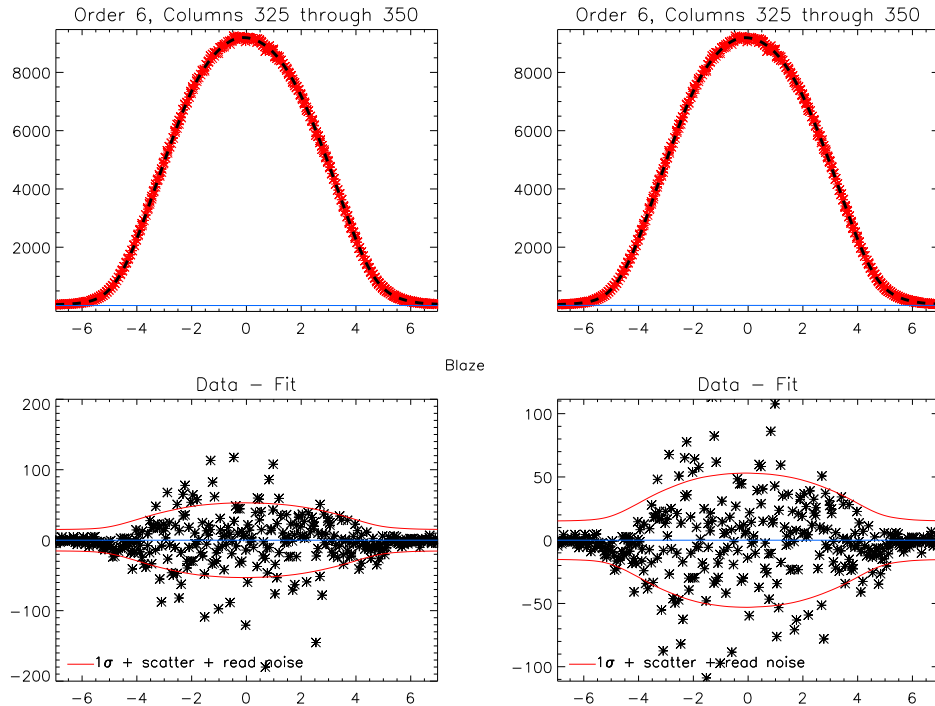 Order 6, Columns 325 through 350
Order 6, Columns 325 through 350
8000
6000
4000
2000
8000
6000
4000
2000
-6 -4 -2 0 2 4 6
-6 -4 -2 0 2 4 6
Blaze
Data - Fit
Data - Fit
200
100
0
-100
-200
100
50
0
-50
-100
1σ + scatter + read noise
1σ + scatter + read noise
-6 -4 -2 0 2 4 6
-6 -4 -2 0 2 4 6